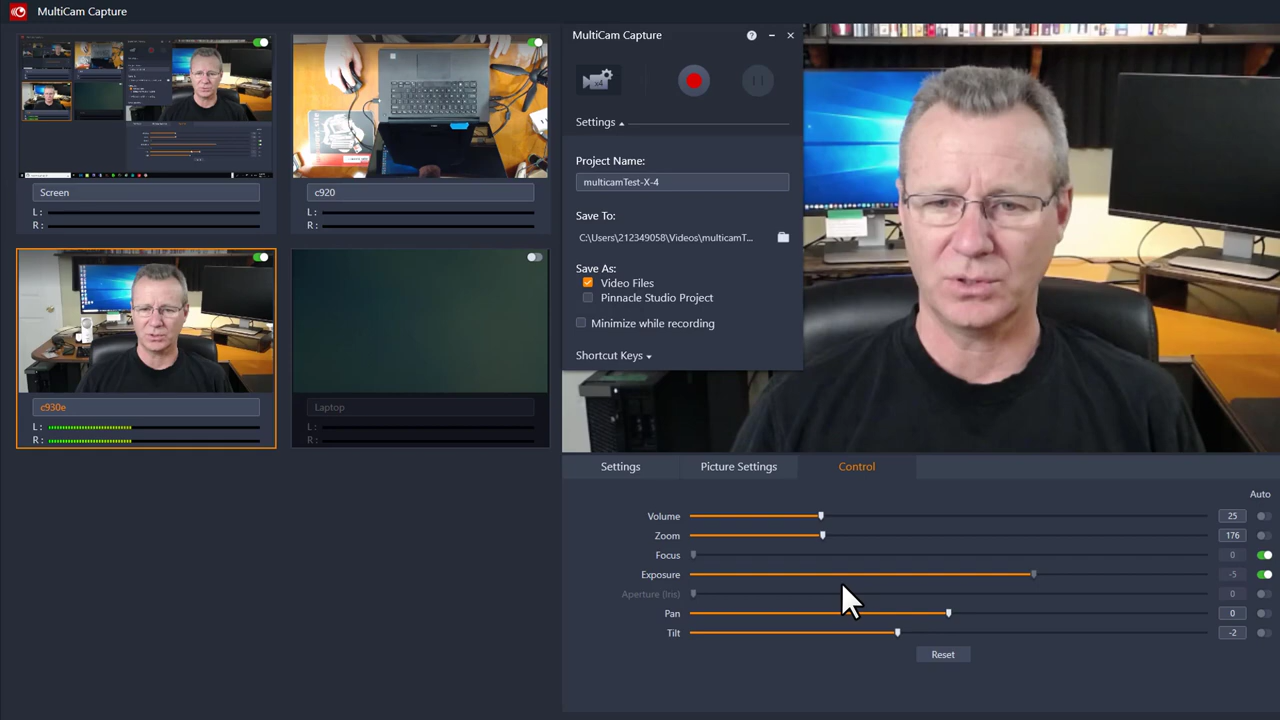 MultiCam Capture
Screen
L:
R:
c920
L:
R:
c930e
L:
R:
Laptop
L:
R:
MultiCam Capture
x4
Settings
Project Name:
multicamTest-X-4
Save To:
C:\Users\212349058\Videos\multicamT...
Save As:
Video Files
Pinnacle Studio Project
Minimize while recording
Shortcut Keys
Settings
Picture Settings
Control
Auto
Volume 25
Zoom 176
Focus 0
Exposure -5
Aperture (Iris) 0
Pan 0
Tilt -2
Reset